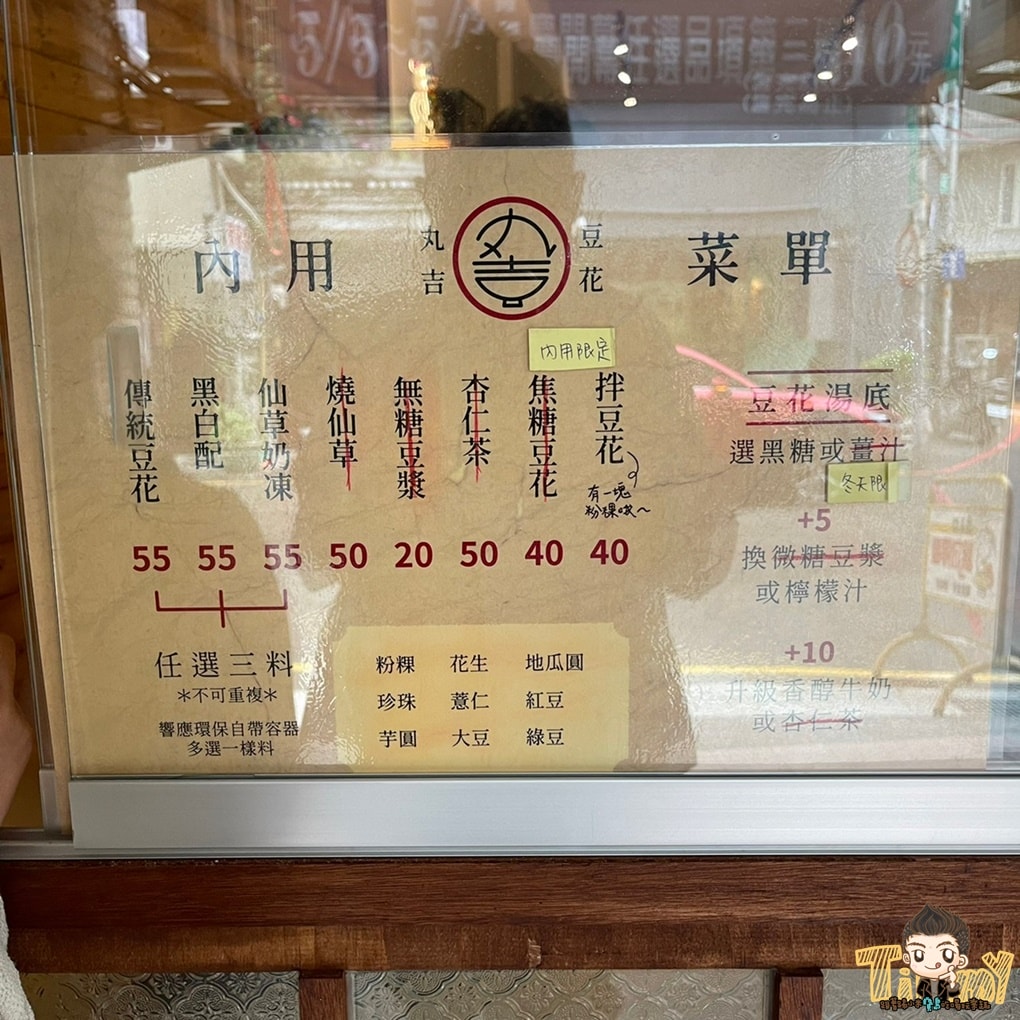 內用
丸吉
豆花
菜單
內用限定
傳統豆花
黑白配
仙草奶凍
燒仙草
無糖豆漿
杏仁茶
焦糖豆花
拌豆花
有一塊
粉粿唉～
55 55 55 50 20 50 40 40
任選三料
＊不可重複＊
響應環保自帶容器
多選一樣料
粉粿 花生 地瓜圓
珍珠 薏仁 紅豆
芋圓 大豆 綠豆
豆花湯底
選黑糖或薑汁
冬天限
+5
換微糖豆漿
或檸檬汁
+10
升級香醇牛奶
或杏仁茶